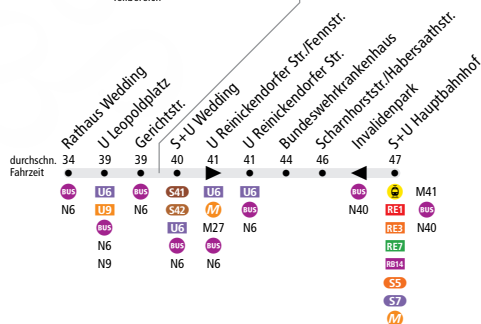 Rathaus Wedding
U Leopoldplatz
Gerichtstr.
S+U Wedding
U Reinickendorfer Str./Fennstr.
U Reinickendorfer Str.
Bundeswehrkrankenhaus
Scharnhorststr./Habersaathstr.
Invalidenpark
S+U Hauptbahnhof
durchschn. 34 39 39 40 41 41 44 46 47
Fahrzeit
BUS U6 BUS S41 U6 U6 BUS M41
N6 U9 N6 S42 M BUS N40 RE1 BUS
BUS U6 M27 N6 RE3 N40
N6 BUS BUS RE7
N9 N6 N6 RB14
S5
S7
M